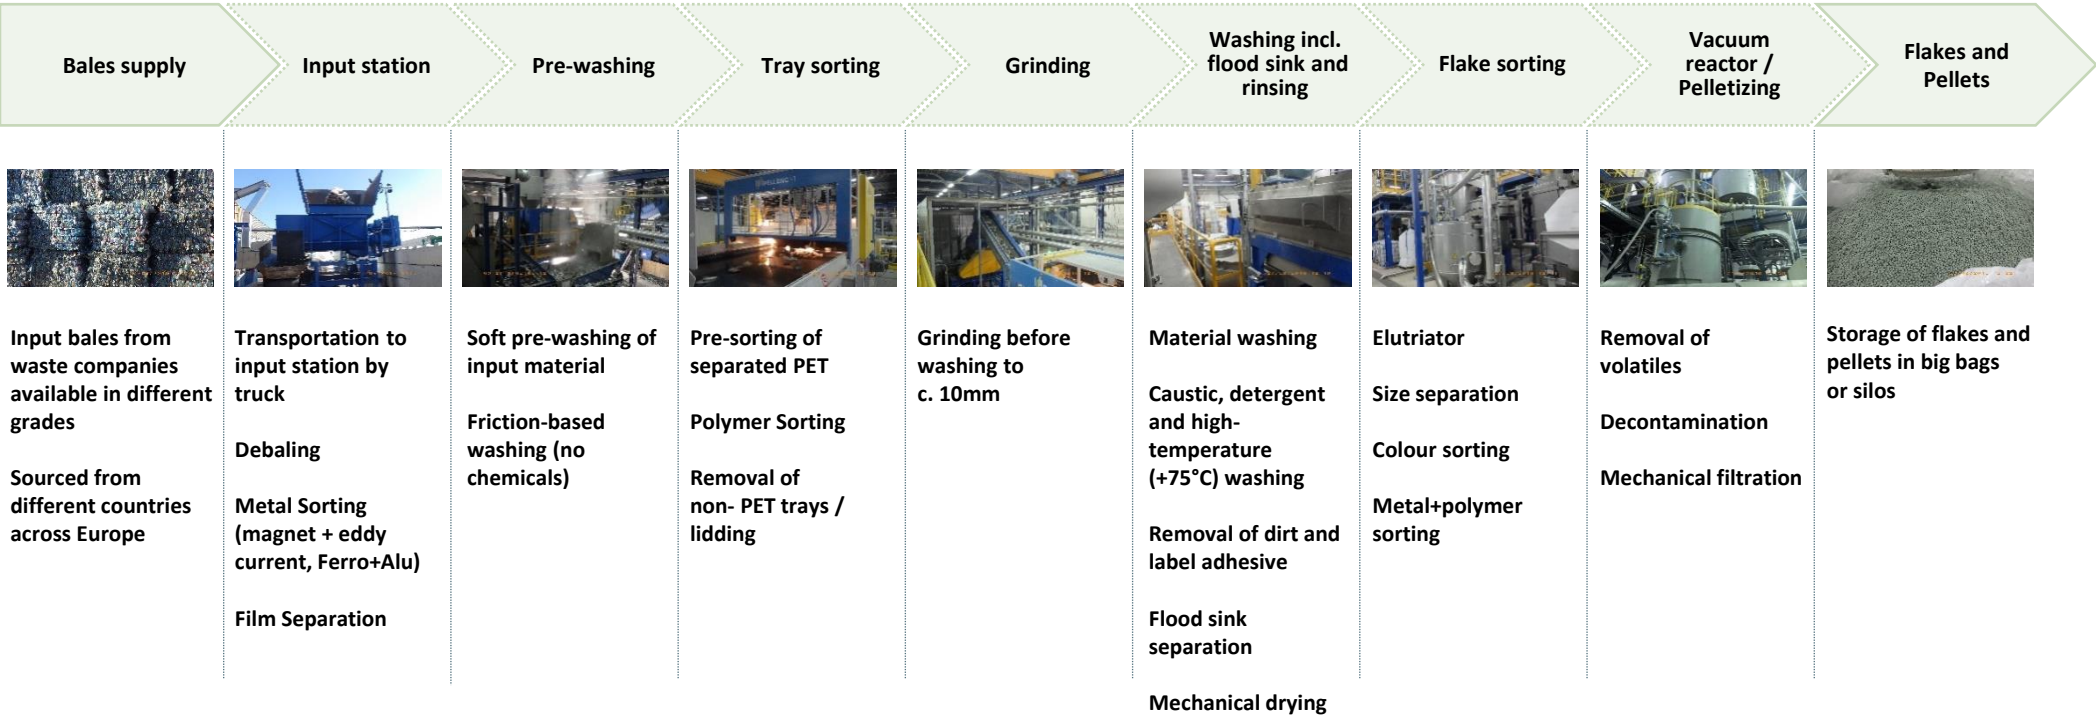 Bales supply
Input station
Pre-washing
Tray sorting
Grinding
Washing incl.
flood sink and
rinsing
Flake sorting
Vacuum
reactor /
Pelletizing
Flakes and
Pellets
Input bales from
waste companies
available in different
grades
Sourced from
different countries
across Europe
Transportation to
input station by
truck
Debaling
Metal Sorting
(magnet + eddy
current, Ferro+Alu)
Film Separation
Soft pre-washing of
input material
Friction-based
washing (no
chemicals)
Pre-sorting of
separated PET
Polymer Sorting
Removal of
non- PET trays /
lidding
Grinding before
washing to
c. 10mm
Material washing
Caustic, detergent
and high-
temperature
(+75°C) washing
Removal of dirt and
label adhesive
Flood sink
separation
Mechanical drying
Elutriator
Size separation
Colour sorting
Metal+polymer
sorting
Removal of
volatiles
Decontamination
Mechanical filtration
Storage of flakes and
pellets in big bags
or silos